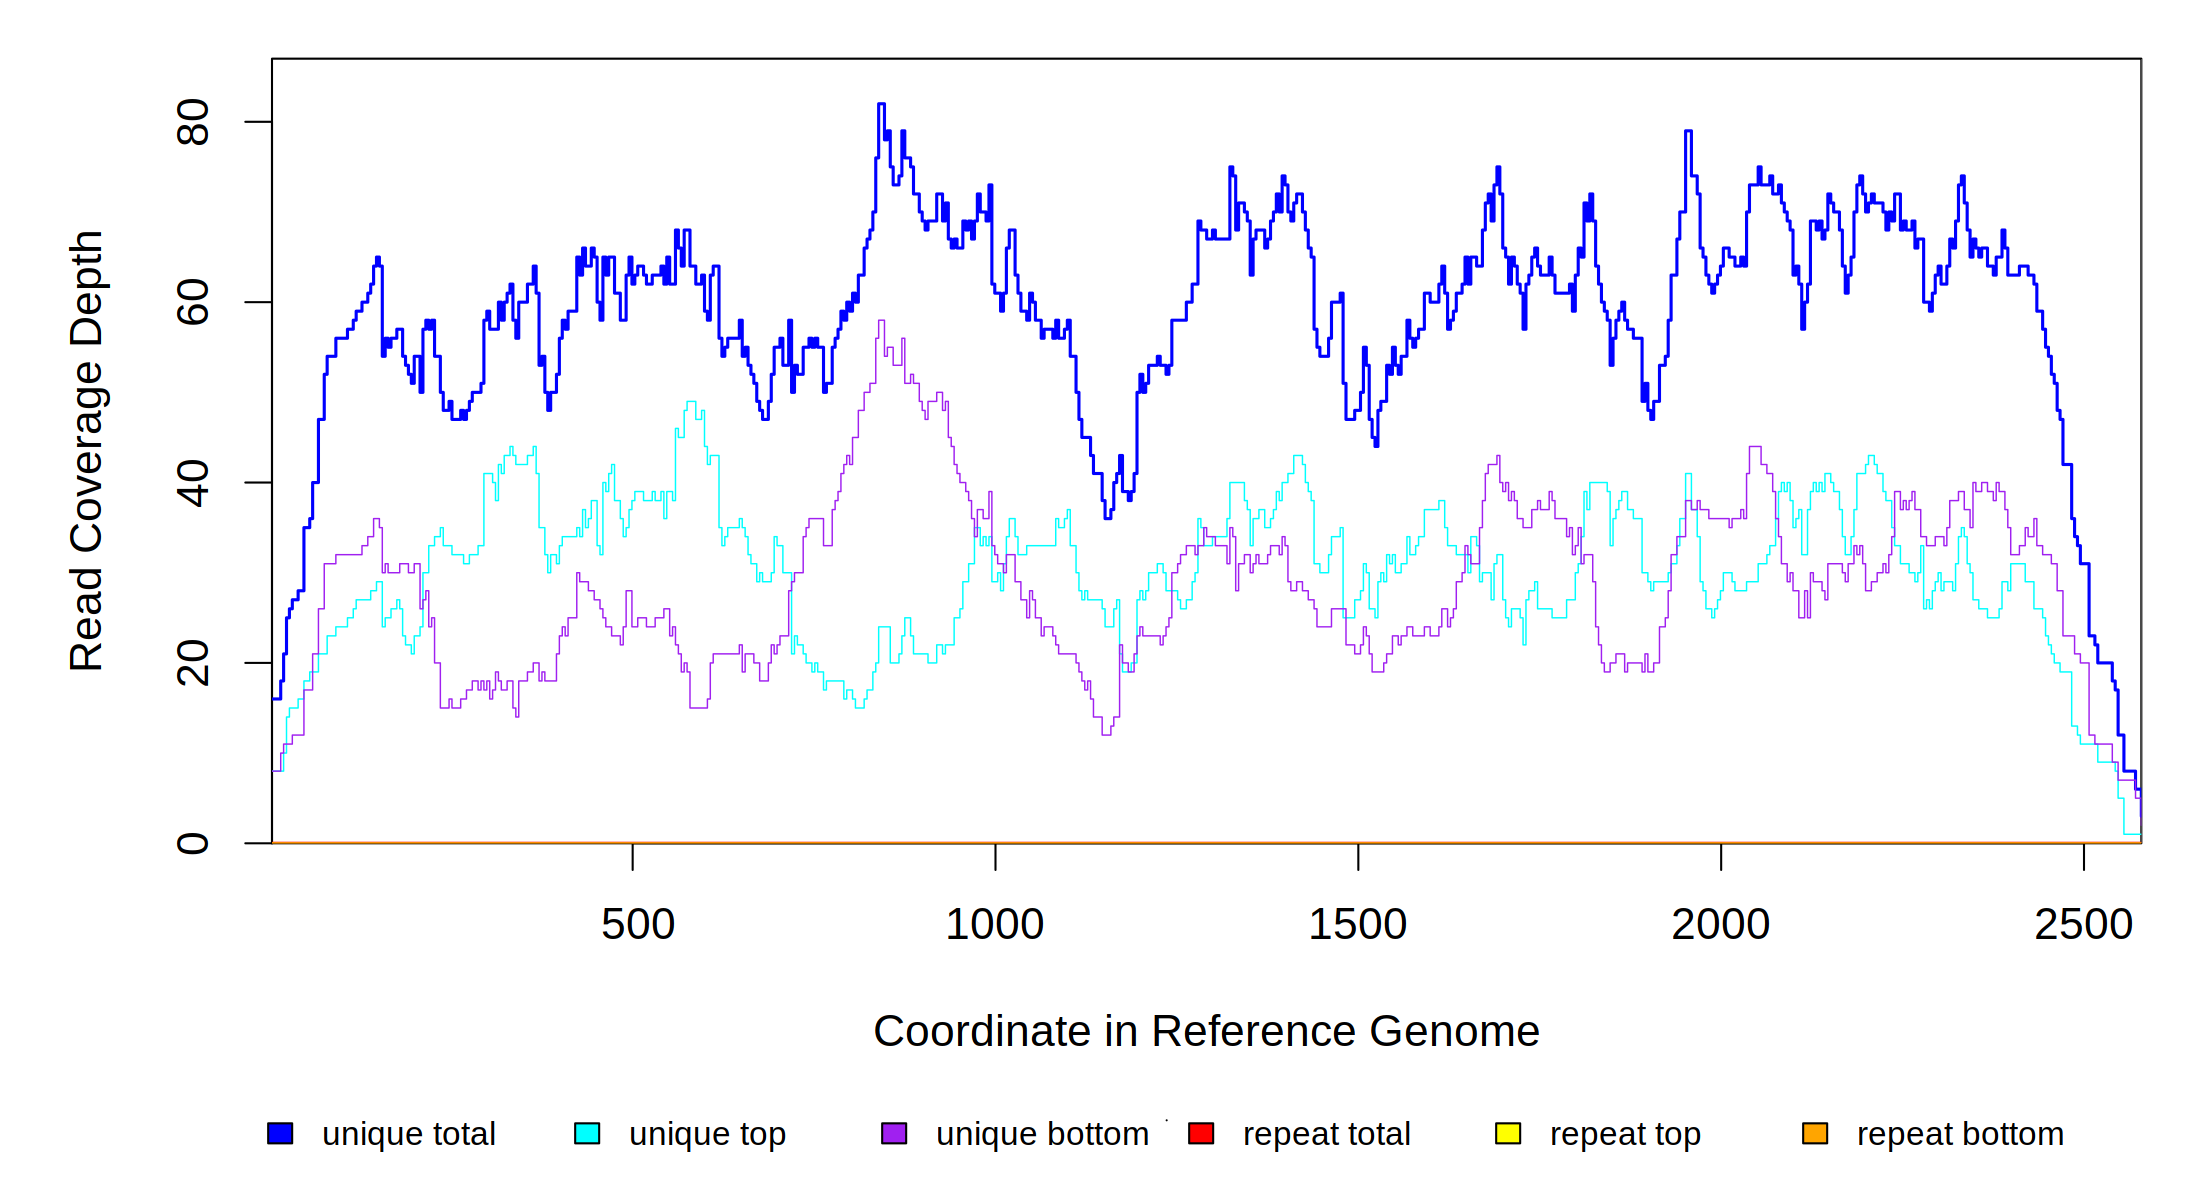 Read Coverage Depth
80
60
40
20
0
500 1000 1500 2000 2500
Coordinate in Reference Genome
unique total unique top unique bottom repeat total repeat top repeat bottom